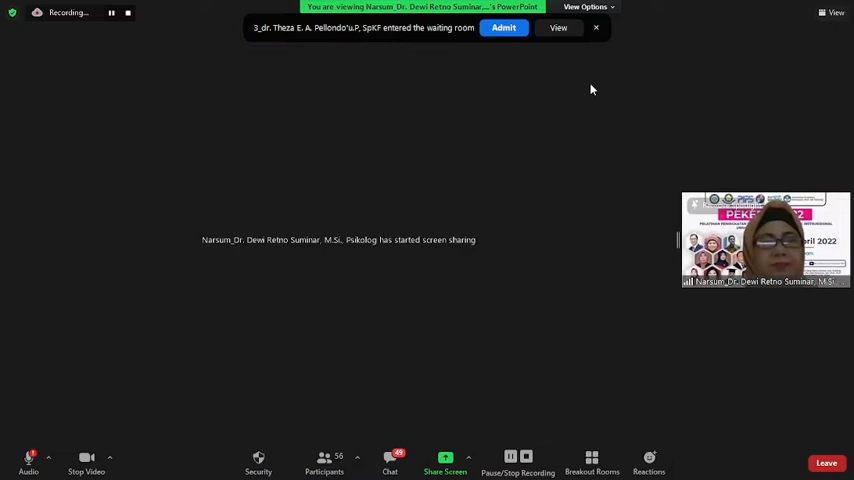 Recording...
You are viewing Narsum_Dr. Dewi Retno Suminar,...'s PowerPoint
View Options
View
3_dr. Theza E. A. Pellondo'u.P, SpKF entered the waiting room
Admit
View
Narsum_Dr. Dewi Retno Suminar, M.Si., Psikolog has started screen sharing
April 2022
Narsum_Dr. Dewi Retno Suminar, M.Si.,...
Audio
Stop Video
Security
Participants
56
Chat
49
Share Screen
Pause/Stop Recording
Breakout Rooms
Reactions
Leave